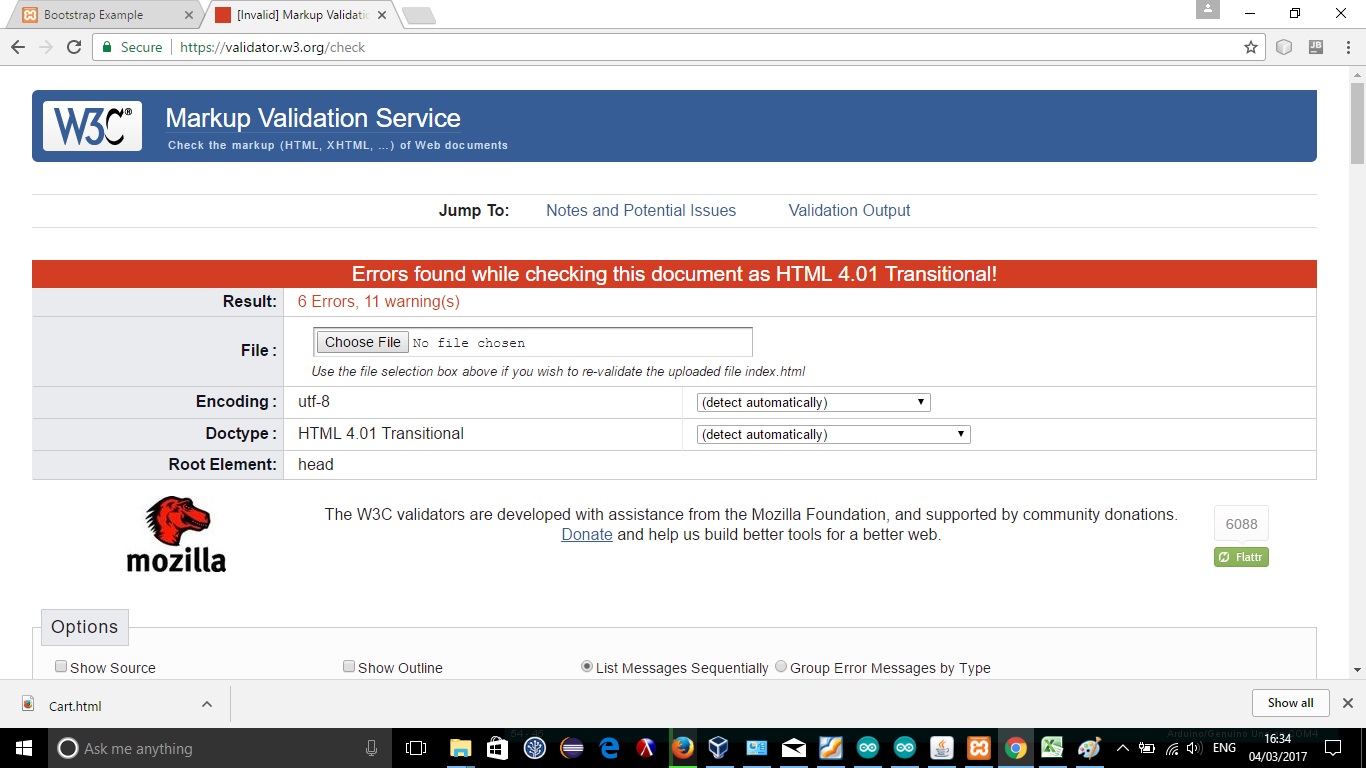 Bootstrap Example
[Invalid] Markup Validatio
Secure
https://validator.w3.org/check
JB
W3C®
Markup Validation Service
Check the markup (HTML, XHTML, …) of Web documents
Jump To: Notes and Potential Issues Validation Output
Errors found while checking this document as HTML 4.01 Transitional!
Result: 6 Errors, 11 warning(s)
File : Choose File No file chosen
Use the file selection box above if you wish to re-validate the uploaded file index.html
Encoding : utf-8 (detect automatically)
Doctype : HTML 4.01 Transitional (detect automatically)
Root Element: head
mozilla
The W3C validators are developed with assistance from the Mozilla Foundation, and supported by community donations.
Donate and help us build better tools for a better web.
6088
Flattr
Options
Show Source Show Outline List Messages Sequentially Group Error Messages by Type
Cart.html
Show all
Ask me anything
ENG
16:34
04/03/2017